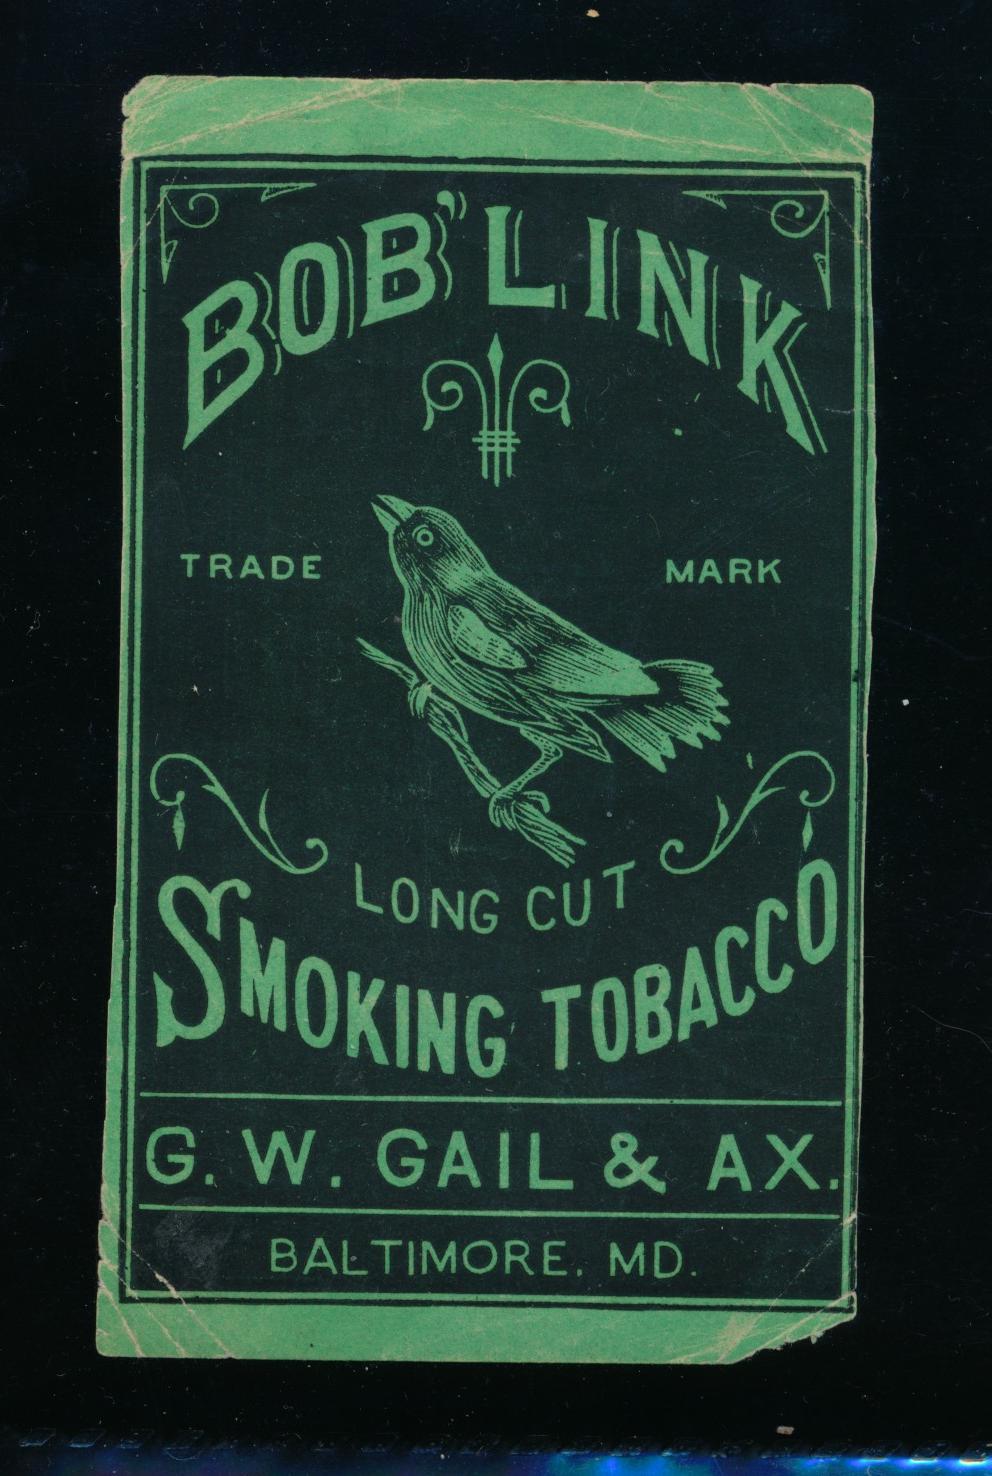 BOB'LINK
TRADE MARK
LONG CUT
SMOKING TOBACCO
G. W. GAIL & AX.
BALTIMORE. MD.